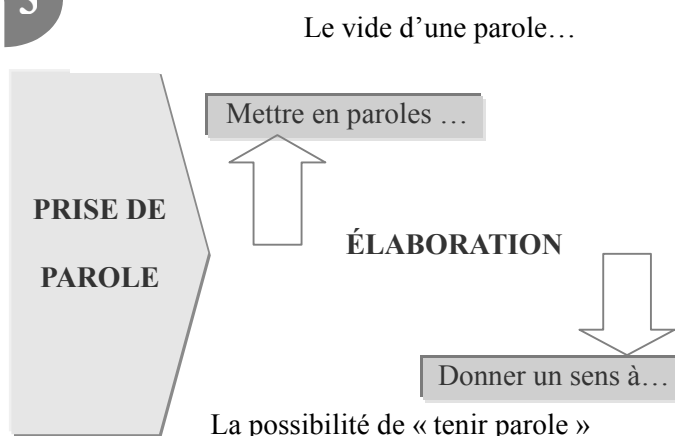 Le vide d’une parole…
Mettre en paroles …
PRISE DE
PAROLE
ÉLABORATION
Donner un sens à…
La possibilité de « tenir parole »